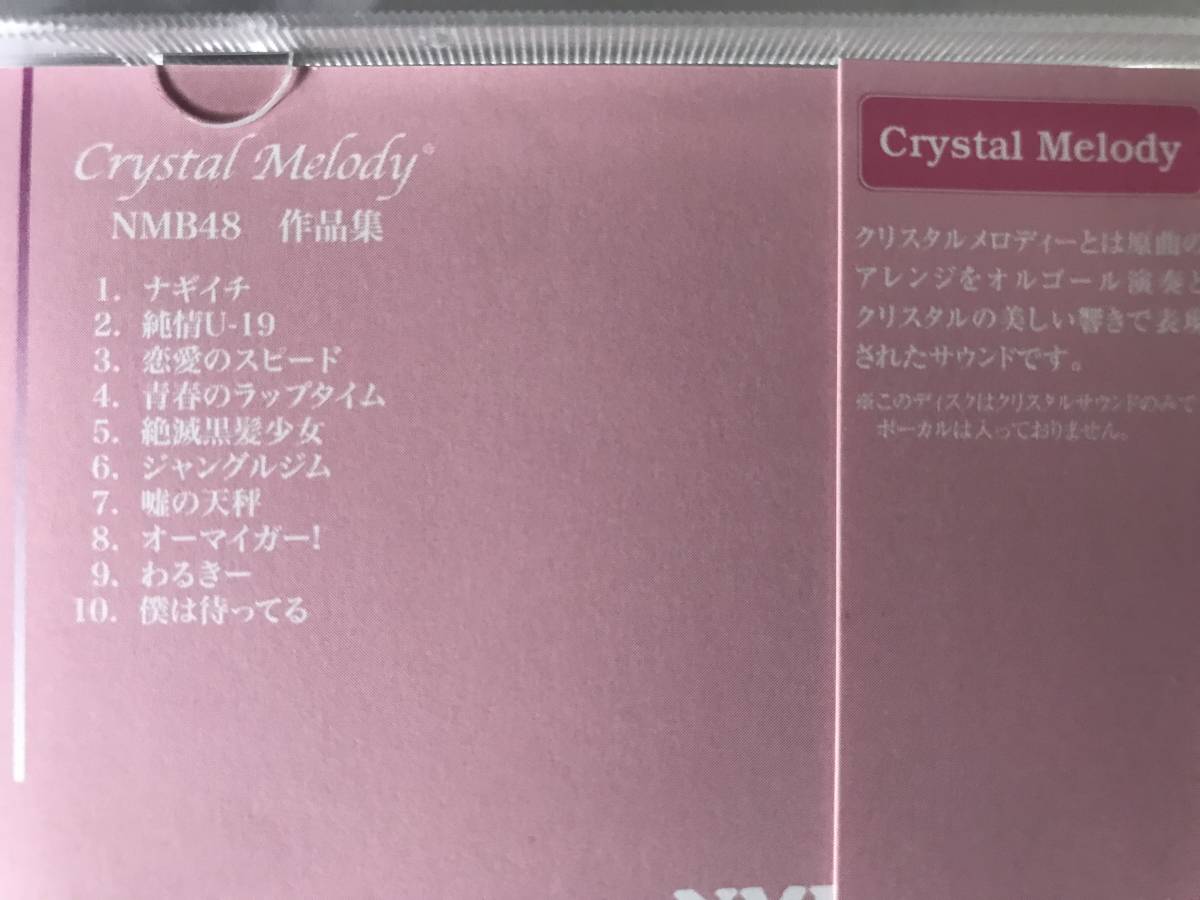 Crystal Melody
NMB48 作品集
1. ナギイチ
2. 純情U-19
3. 恋愛のスピード
4. 青春のラップタイム
5. 絶滅黒髪少女
6. ジャングルジム
7. 嘘の天秤
8. オーマイガー!
9. わるきー
10. 僕は待ってる
Crystal Melody
クリスタルメロディーとは原曲の
アレンジをオルゴール演奏と
クリスタルの美しい響きで表現
されたサウンドです。
※このディスクはクリスタルサウンドのみで
ボーカルは入っておりません。